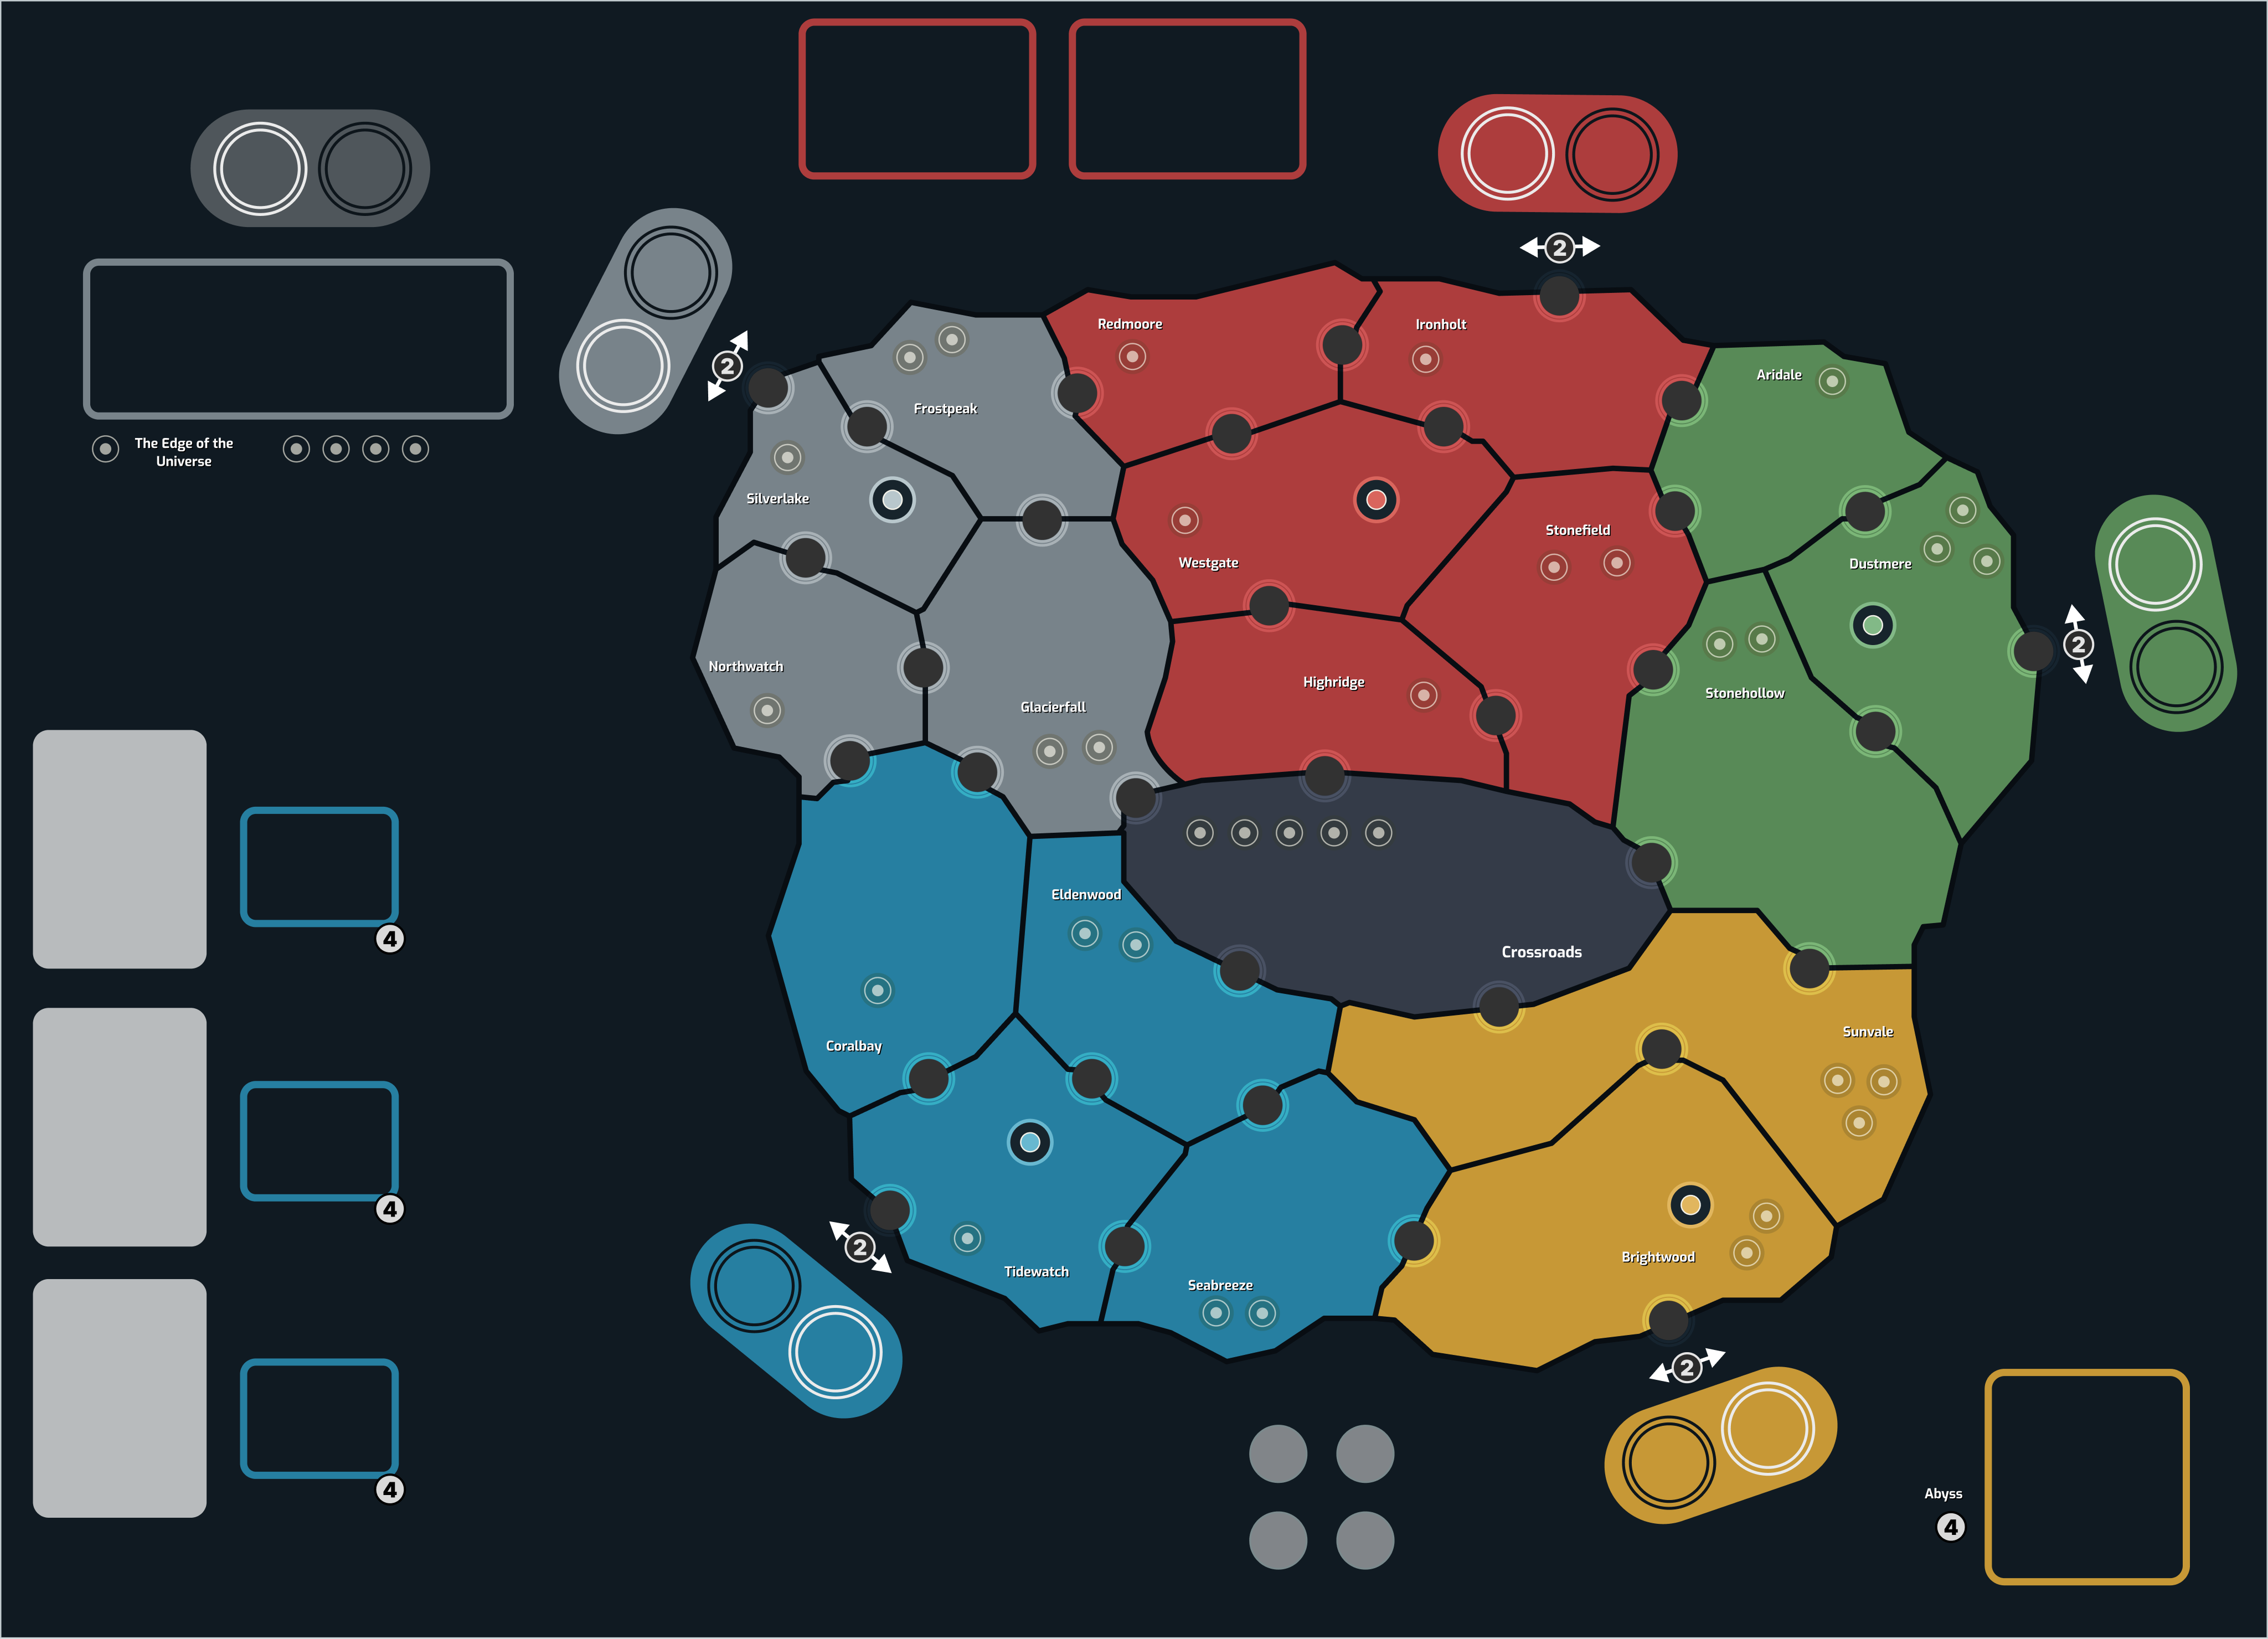 2
Redmoore
Ironholt
2
Aridale
Frostpeak
The Edge of the
Universe
Silverlake
Stonefield
Westgate
Dustmere
2
Northwatch
Highridge
Stonehollow
Glacierfall
Eldenwood
4
Crossroads
Sunvale
Coralbay
4
2
Brightwood
Tidewatch
Seabreeze
2
4
Abyss
4